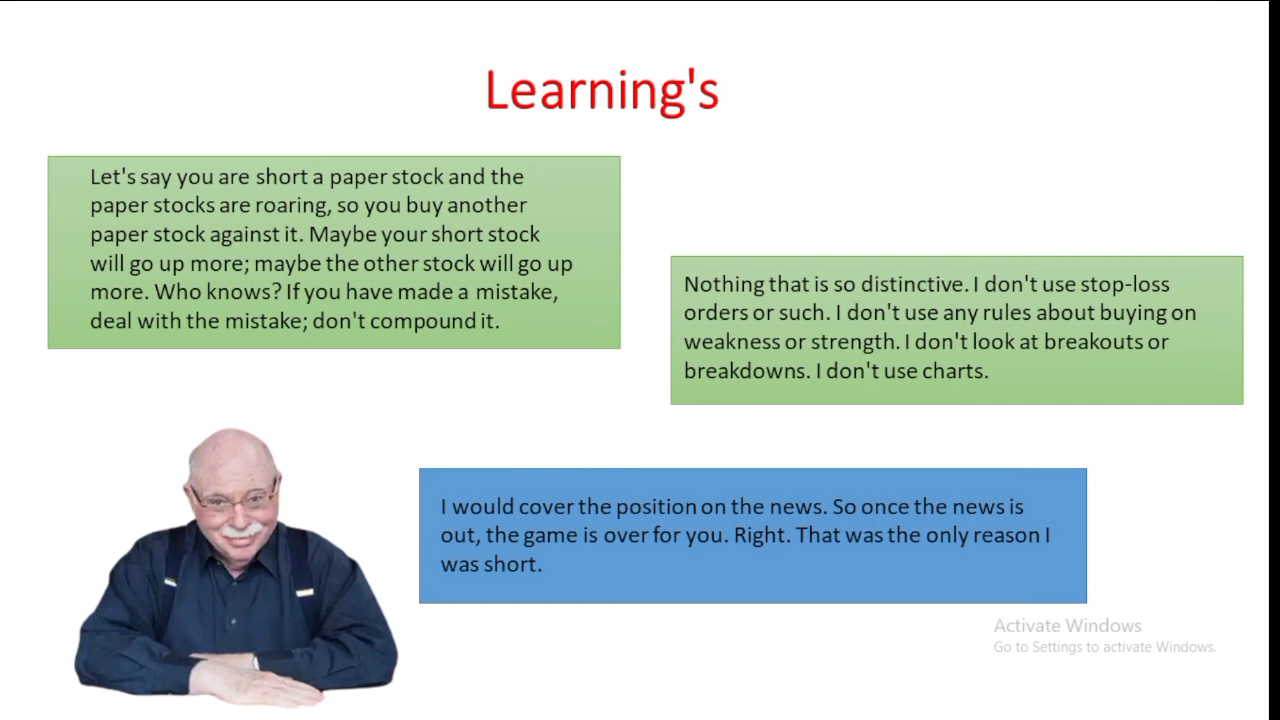 Learning's
Let's say you are short a paper stock and the
paper stocks are roaring, so you buy another
paper stock against it. Maybe your short stock
will go up more; maybe the other stock will go up
more. Who knows? If you have made a mistake,
deal with the mistake; don't compound it.
Nothing that is so distinctive. I don't use stop-loss
orders or such. I don't use any rules about buying on
weakness or strength. I don't look at breakouts or
breakdowns. I don't use charts.
I would cover the position on the news. So once the news is
out, the game is over for you. Right. That was the only reason I
was short.
Activate Windows
Go to Settings to activate Windows.